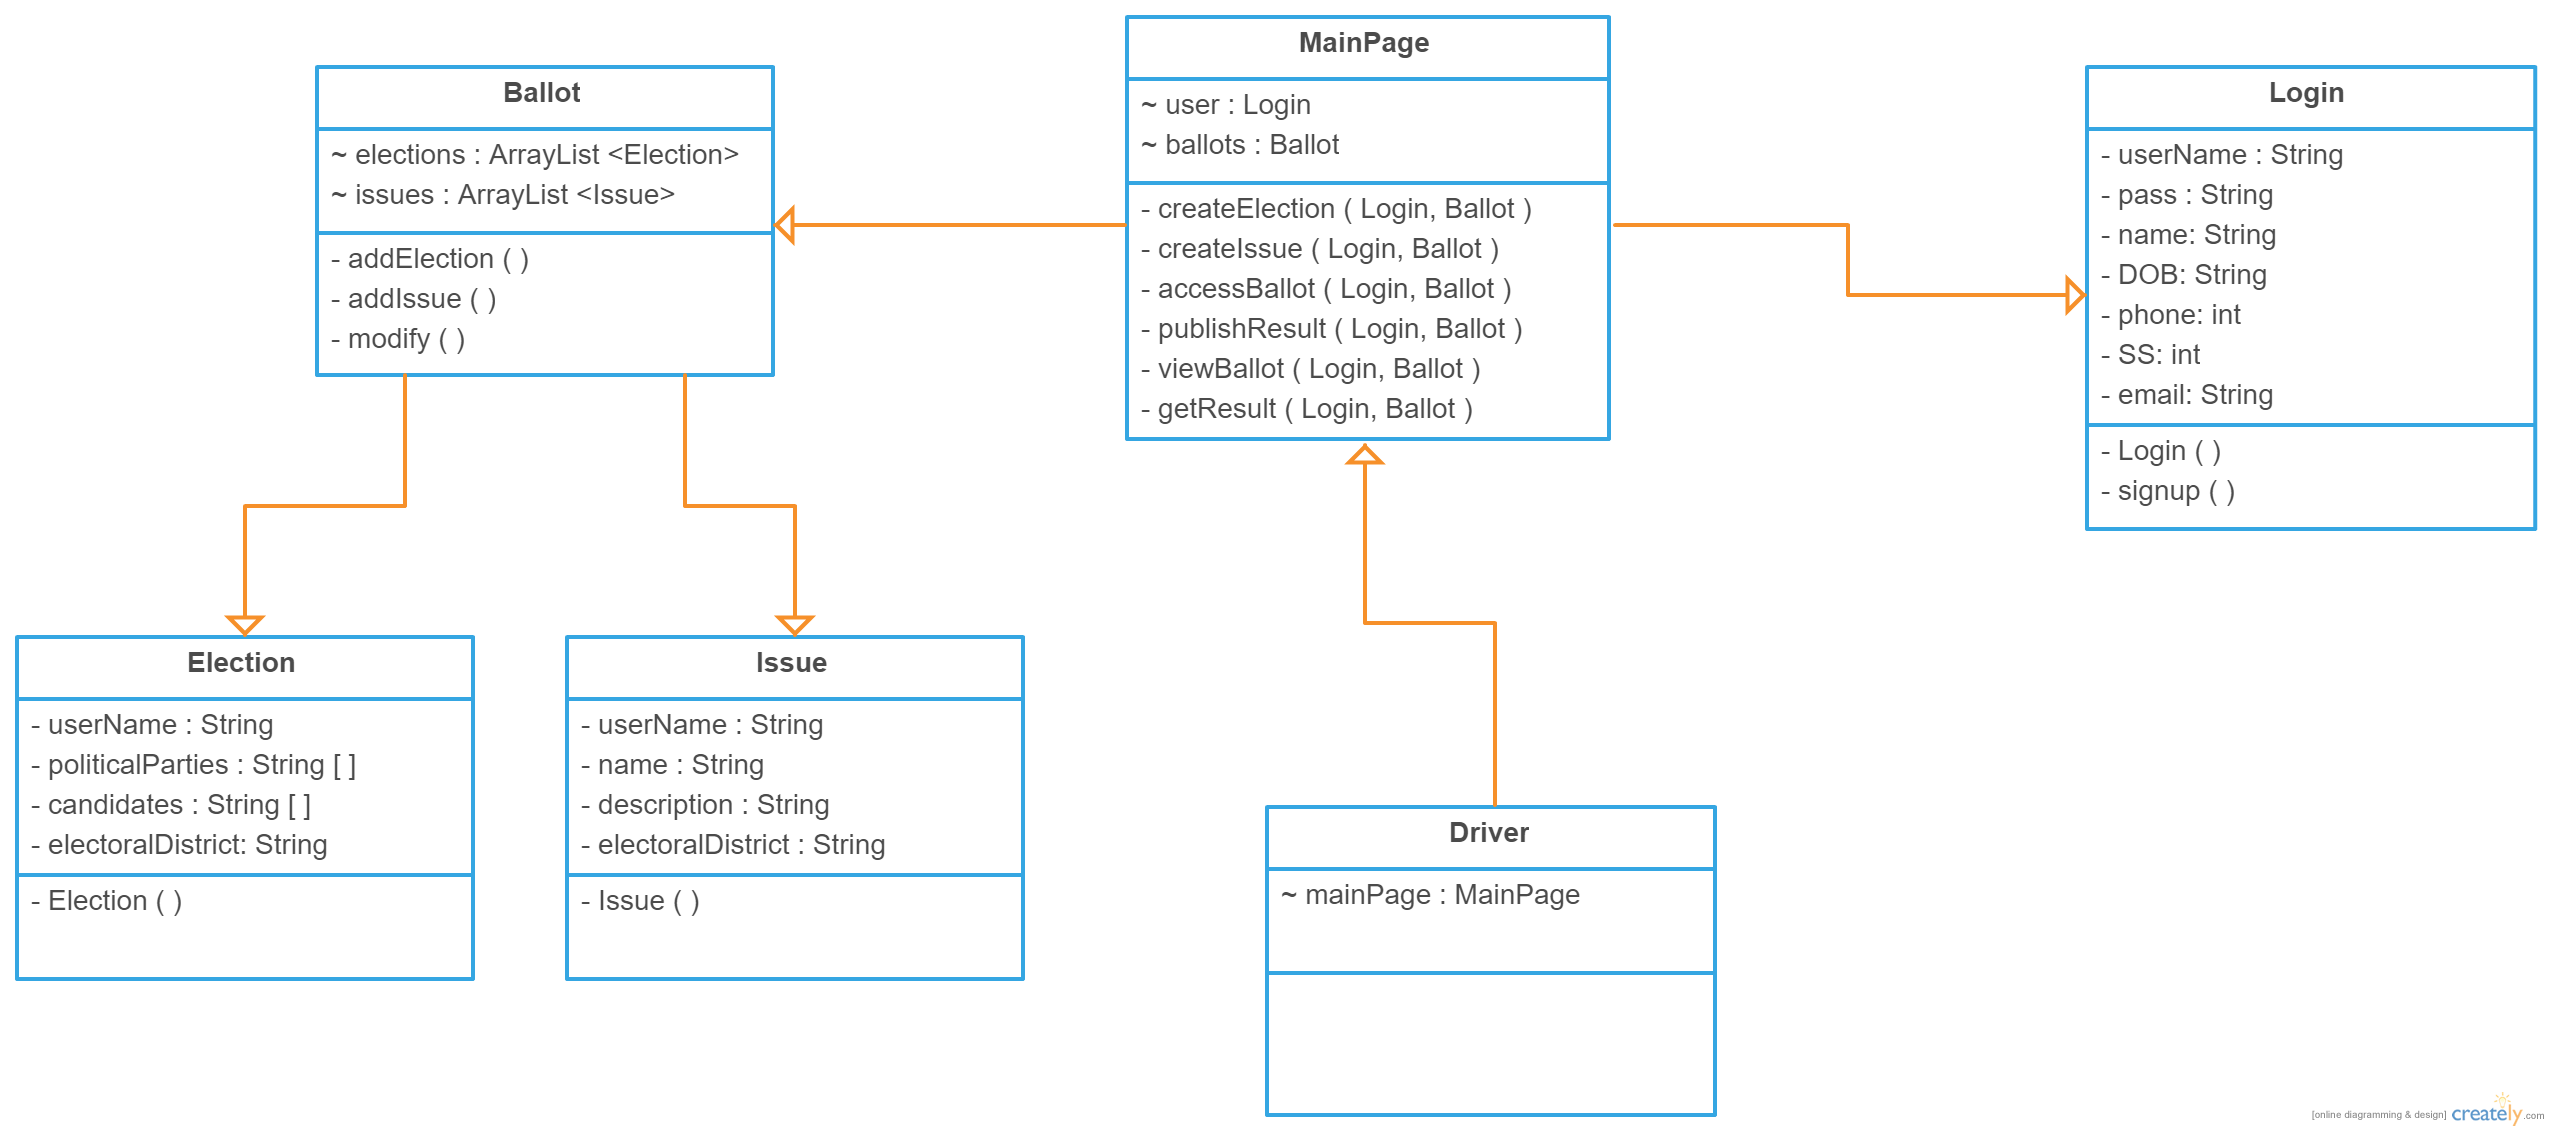 MainPage
~ user : Login
~ ballots : Ballot
- createElection ( Login, Ballot )
- createIssue ( Login, Ballot )
- accessBallot ( Login, Ballot )
- publishResult ( Login, Ballot )
- viewBallot ( Login, Ballot )
- getResult ( Login, Ballot )
Ballot
~ elections : ArrayList <Election>
~ issues : ArrayList <Issue>
- addElection ( )
- addIssue ( )
- modify ( )
Login
- userName : String
- pass : String
- name: String
- DOB: String
- phone: int
- SS: int
- email: String
- Login ( )
- signup ( )
Election
- userName : String
- politicalParties : String [ ]
- candidates : String [ ]
- electoralDistrict: String
- Election ( )
Issue
- userName : String
- name : String
- description : String
- electoralDistrict : String
- Issue ( )
Driver
~ mainPage : MainPage
[online diagramming & design] creately.com